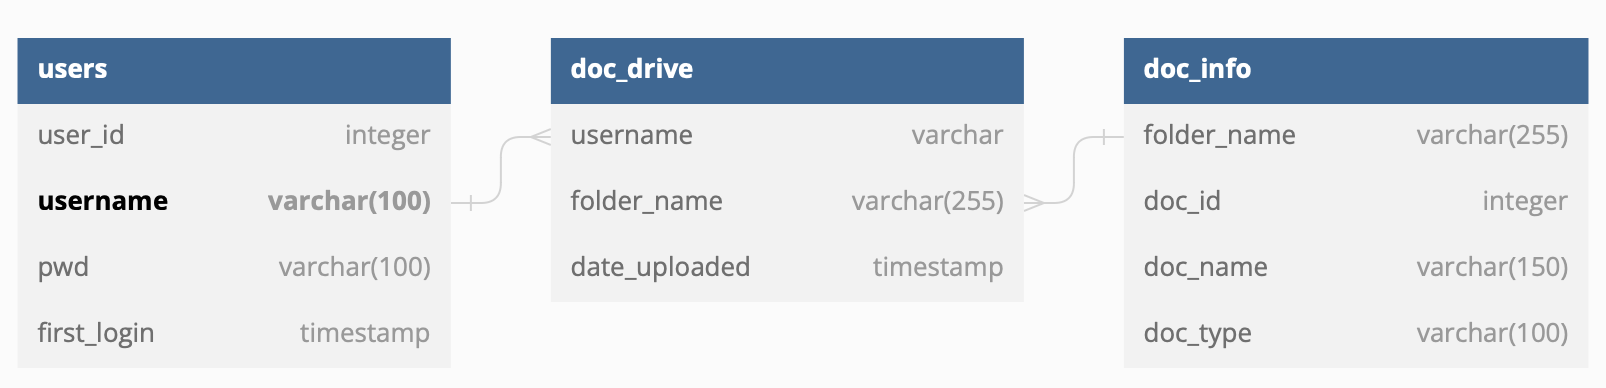 users
user_id integer
username varchar(100)
pwd varchar(100)
first_login timestamp
doc_drive
username varchar
folder_name varchar(255)
date_uploaded timestamp
doc_info
folder_name varchar(255)
doc_id integer
doc_name varchar(150)
doc_type varchar(100)